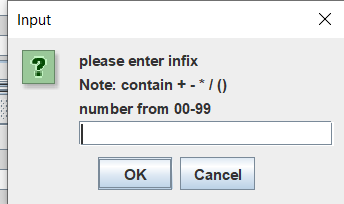 Input
please enter infix
Note: contain + - * / ()
number from 00-99
OK
Cancel